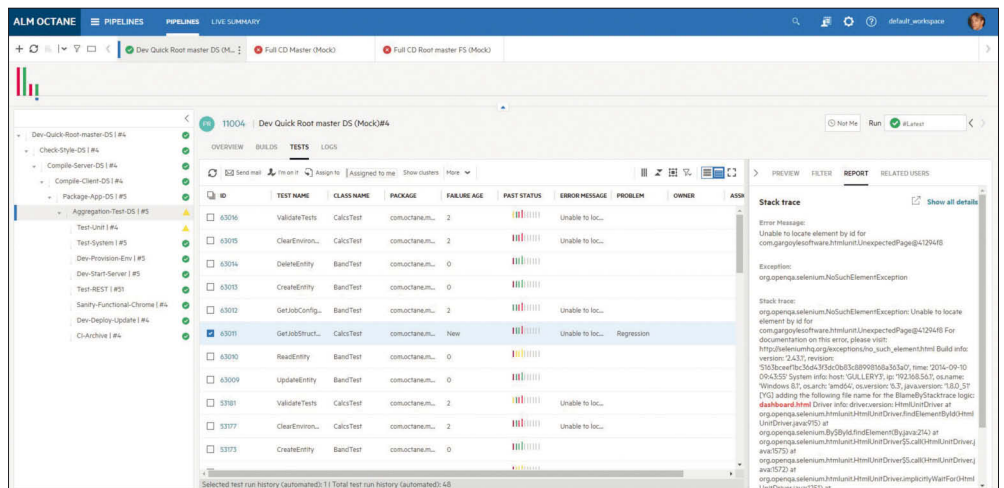 ALM OCTANE PIPELINES PIPELINES LIVE SUMMARY default_workspace
Dev Quick Root master DS (M... Full CD Master (Mock) Full CD Root master FS (Mock)
PR 11004 Dev Quick Root master DS (Mock)#4 Not Me Run #Latest
OVERVIEW BUILDS TESTS LOGS
Dev-Quick-Root-master-DS | #4
Check-Style-DS | #4
Compile-Server-DS | #4
Compile-Client-DS | #4
Package-App-DS | #5
Aggregation-Test-DS | #5
Test-Unit | #4
Test-System | #5
Dev-Provision-Env | #5
Dev-Start-Server | #5
Test-REST | #51
Sanity-Functional-Chrome | #4
Dev-Deploy-Update | #4
CI-Archive | #4
Send mail I'm on it Assign to Assigned to me Show clusters More
ID TEST NAME CLASS NAME PACKAGE FAILURE AGE PAST STATUS ERROR MESSAGE PROBLEM OWNER ASSI
63016 ValidateTests CalcsTest com.octane.m... 2 Unable to loc...
63015 ClearEnviron... CalcsTest com.octane.m... 2 Unable to loc...
63014 DeleteEntity BandTest com.octane.m... 0
63013 CreateEntity BandTest com.octane.m... 0
63012 GetJobConfig... BandTest com.octane.m... 2 Unable to loc...
63011 GetJobStruct... CalcsTest com.octane.m... New Unable to loc... Regression
63010 ReadEntity BandTest com.octane.m... 0
63009 UpdateEntity BandTest com.octane.m... 0
53181 ValidateTests CalcsTest com.octane.m... 2 Unable to loc...
53177 ClearEnviron... CalcsTest com.octane.m... 2 Unable to loc...
53173 CreateEntity BandTest com.octane.m... 0
Selected test run history (automated): 1 | Total test run history (automated): 48
PREVIEW FILTER REPORT RELATED USERS
Stack trace Show all details
Error Message:
Unable to locate element by id for
com.gargoylesoftware.htmlunit.UnexpectedPage@41294f8
Exception:
org.openqa.selenium.NoSuchElementException
Stack trace:
org.openqa.selenium.NoSuchElementException: Unable to locate
element by id for
com.gargoylesoftware.htmlunit.UnexpectedPage@41294f8 For
documentation on this error, please visit:
http://seleniumhq.org/exceptions/no_such_element.html Build info:
version: '2.43.1', revision:
'5163bceef1bc36d43f3dc0b83c88998168a363a0', time: '2014-09-10
09:43:55' System info: host: 'GULLERY3', ip: '192.168.56.1', os.name:
'Windows 8.1', os.arch: 'amd64', os.version: '6.3', java.version: '1.8.0_51'
[YG] adding the following file name for the BlameByStacktrace logic:
dashboard.html Driver info: driver.version: HtmlUnitDriver at
org.openqa.selenium.htmlunit.HtmlUnitDriver.findElementById(Html
UnitDriver.java:915) at
org.openqa.selenium.By$ById.findElement(By.java:214) at
org.openqa.selenium.htmlunit.HtmlUnitDriver$5.call(HtmlUnitDriver.j
ava:1575) at
org.openqa.selenium.htmlunit.HtmlUnitDriver$5.call(HtmlUnitDriver.j
ava:1572) at
org.openqa.selenium.htmlunit.HtmlUnitDriver.implicitlyWaitFor(Html